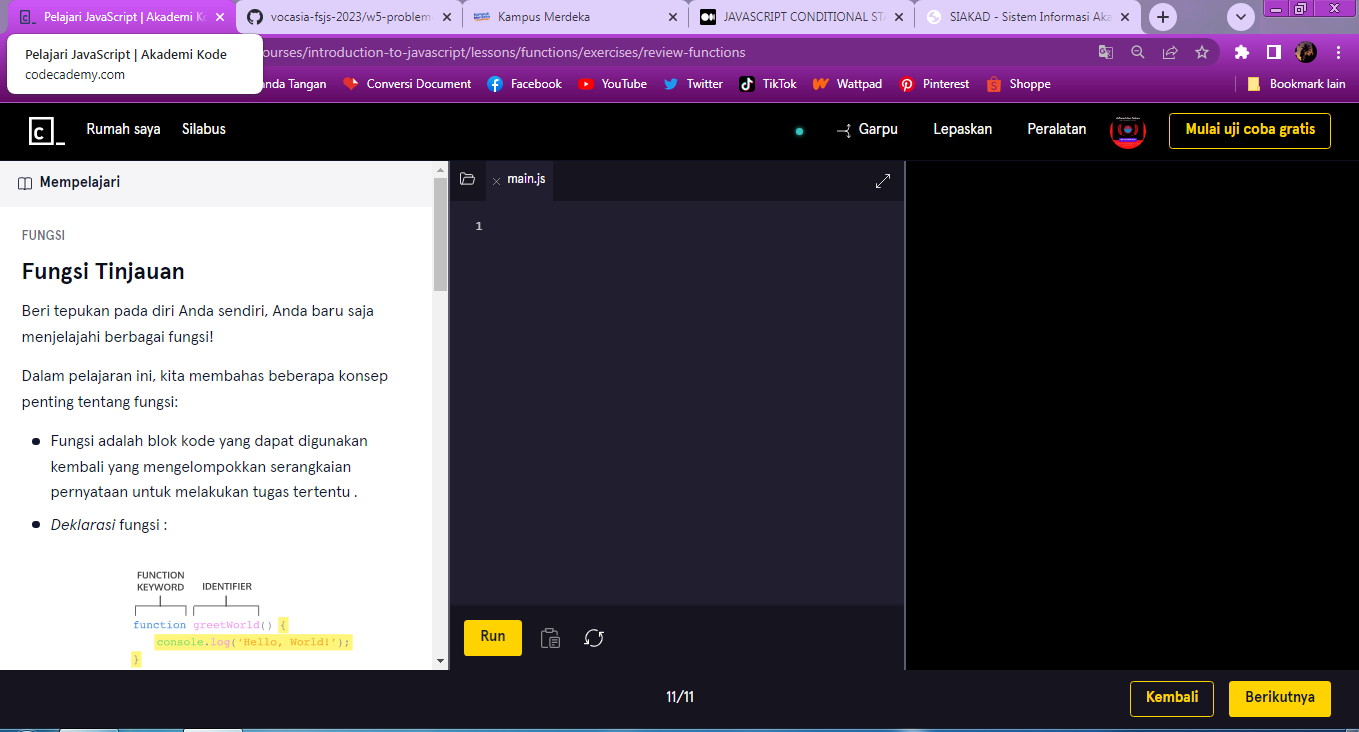 Pelajari JavaScript | Akademi Ko
vocasia-fsjs-2023/w5-problem-
Kampus Merdeka
JAVASCRIPT CONDITIONAL STA
SIAKAD - Sistem Informasi Aka
Pelajari JavaScript | Akademi Kode
codecademy.com
ourses/introduction-to-javascript/lessons/functions/exercises/review-functions
nda Tangan
Conversi Document
Facebook
YouTube
Twitter
TikTok
Wattpad
Pinterest
Shoppe
Bookmark lain
Rumah saya
Silabus
Garpu
Lepaskan
Peralatan
Mulai uji coba gratis
Mempelajari
main.js
1
FUNGSI
Fungsi Tinjauan
Beri tepukan pada diri Anda sendiri, Anda baru saja
menjelajahi berbagai fungsi!
Dalam pelajaran ini, kita membahas beberapa konsep
penting tentang fungsi:
Fungsi adalah blok kode yang dapat digunakan
kembali yang mengelompokkan serangkaian
pernyataan untuk melakukan tugas tertentu .
Deklarasi fungsi :
FUNCTION
KEYWORD
IDENTIFIER
function greetWorld() {
console.log('Hello, World!');
}
Run
11/11
Kembali
Berikutnya